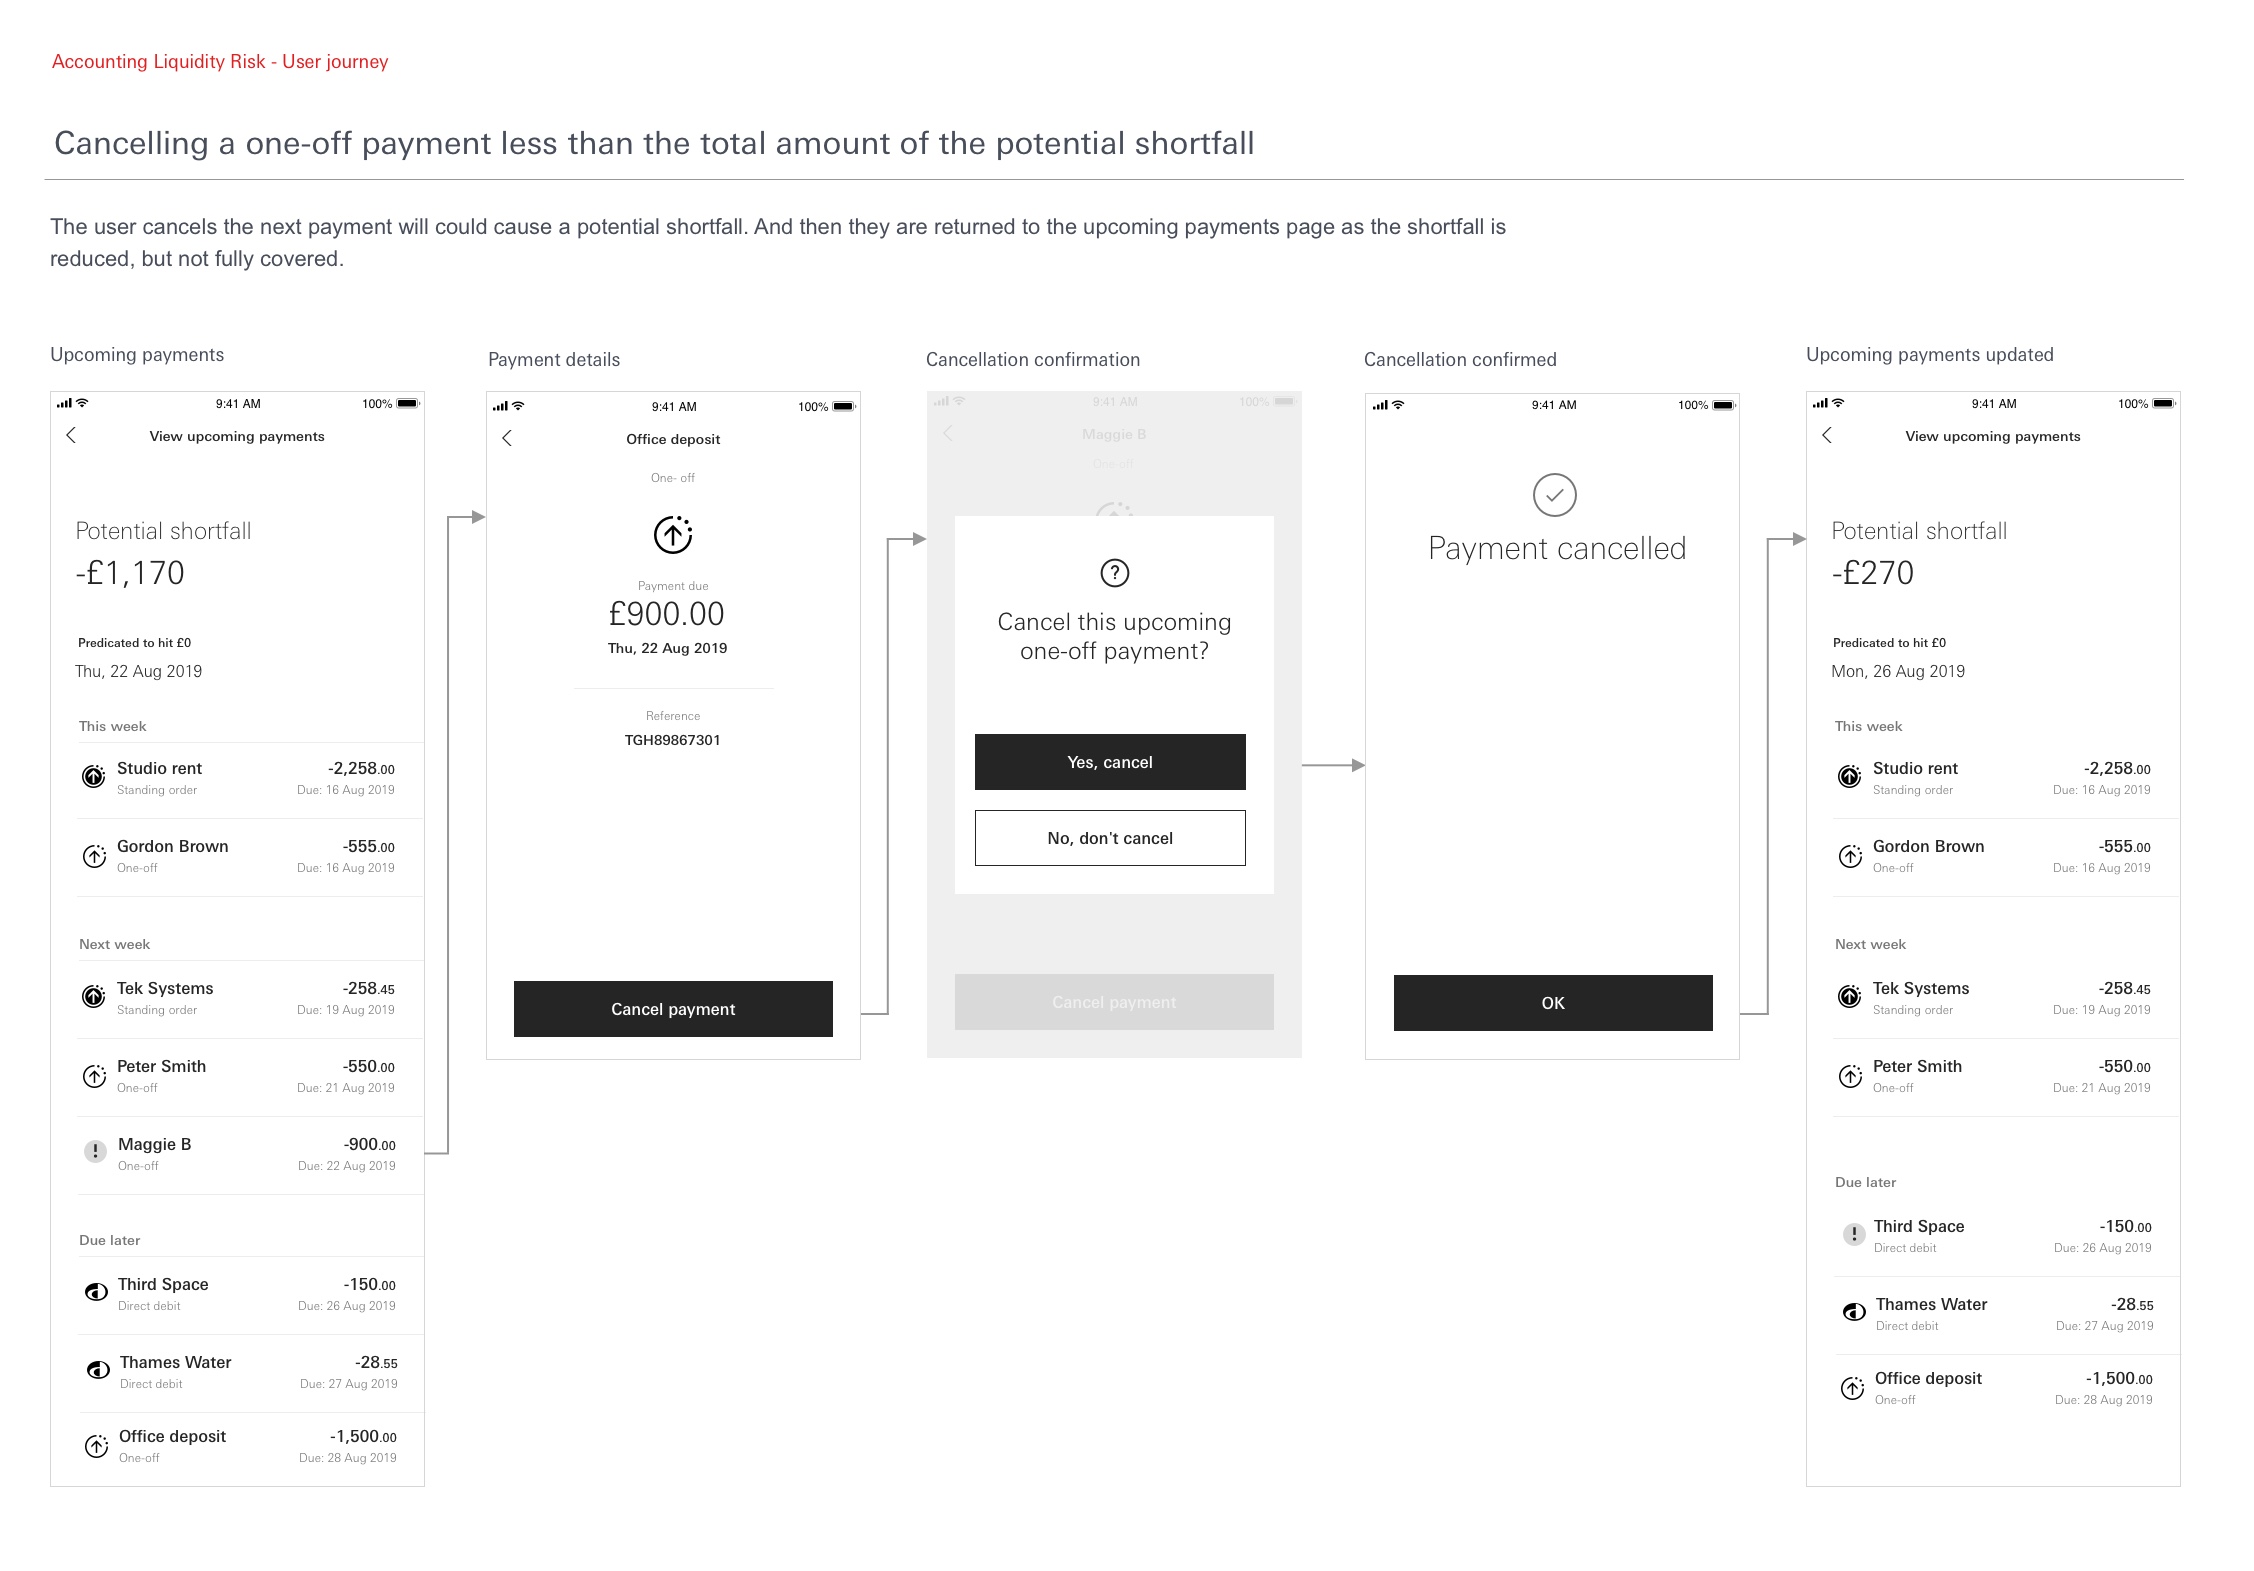 Accounting Liquidity Risk - User journey
Cancelling a one-off payment less than the total amount of the potential shortfall
The user cancels the next payment will could cause a potential shortfall. And then they are returned to the upcoming payments page as the shortfall is
reduced, but not fully covered.
Upcoming payments
9:41 AM 100%
View upcoming payments
Potential shortfall
-£1,170
Predicated to hit £0
Thu, 22 Aug 2019
This week
Studio rent -2,258.00
Standing order Due: 16 Aug 2019
Gordon Brown -555.00
One-off Due: 16 Aug 2019
Next week
Tek Systems -258.45
Standing order Due: 19 Aug 2019
Peter Smith -550.00
One-off Due: 21 Aug 2019
Maggie B -900.00
One-off Due: 22 Aug 2019
Due later
Third Space -150.00
Direct debit Due: 26 Aug 2019
Thames Water -28.55
Direct debit Due: 27 Aug 2019
Office deposit -1,500.00
One-off Due: 28 Aug 2019
Payment details
9:41 AM 100%
Office deposit
One- off
Payment due
£900.00
Thu, 22 Aug 2019
Reference
TGH89867301
Cancel payment
Cancellation confirmation
9:41 AM 100%
Maggie B
One-off
Cancel this upcoming
one-off payment?
Yes, cancel
No, don't cancel
Cancel payment
Cancellation confirmed
9:41 AM 100%
Payment cancelled
OK
Upcoming payments updated
9:41 AM 100%
View upcoming payments
Potential shortfall
-£270
Predicated to hit £0
Mon, 26 Aug 2019
This week
Studio rent -2,258.00
Standing order Due: 16 Aug 2019
Gordon Brown -555.00
One-off Due: 16 Aug 2019
Next week
Tek Systems -258.45
Standing order Due: 19 Aug 2019
Peter Smith -550.00
One-off Due: 21 Aug 2019
Due later
Third Space -150.00
Direct debit Due: 26 Aug 2019
Thames Water -28.55
Direct debit Due: 27 Aug 2019
Office deposit -1,500.00
One-off Due: 28 Aug 2019